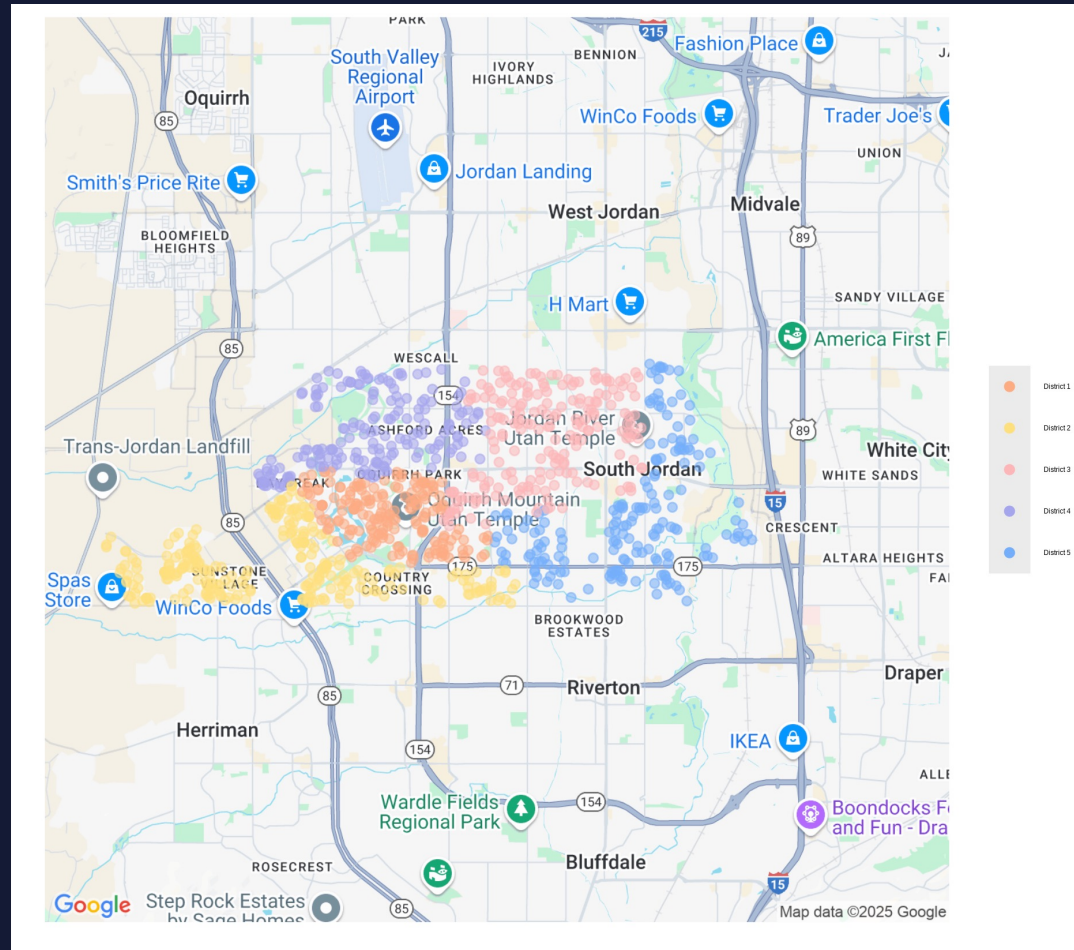 PARK
215
Fashion Place
BENNION
JA
South Valley
Regional
Airport
IVORY
HIGHLANDS
Oquirrh
85
WinCo Foods
Trader Joe's
UNION
Smith's Price Rite
Jordan Landing
West Jordan
Midvale
BLOOMFIELD
HEIGHTS
89
SANDY VILLAGE
H Mart
America First Fi
85
WESCALL
154
Jordan River
Utah Temple
ASHFORD ACRES
89
Trans-Jordan Landfill
White City
OQUIRRH PARK
South Jordan
WHITE SANDS
BREAK
Oquirrh Mountain
Utah Temple
15
85
CRESCENT
175
175
ALTARA HEIGHTS
SUNSTONE
VILLAGE
COUNTRY
CROSSING
FAI
Spas
Store
WinCo Foods
BROOKWOOD
ESTATES
Draper
71
Riverton
85
Herriman
IKEA
154
ALLE
Wardle Fields
Regional Park
154
Boondocks F
and Fun - Dra
ROSECREST
Bluffdale
15
Google
Step Rock Estates
by Sage Homes
85
Map data ©2025 Google
District 1
District 2
District 3
District 4
District 5